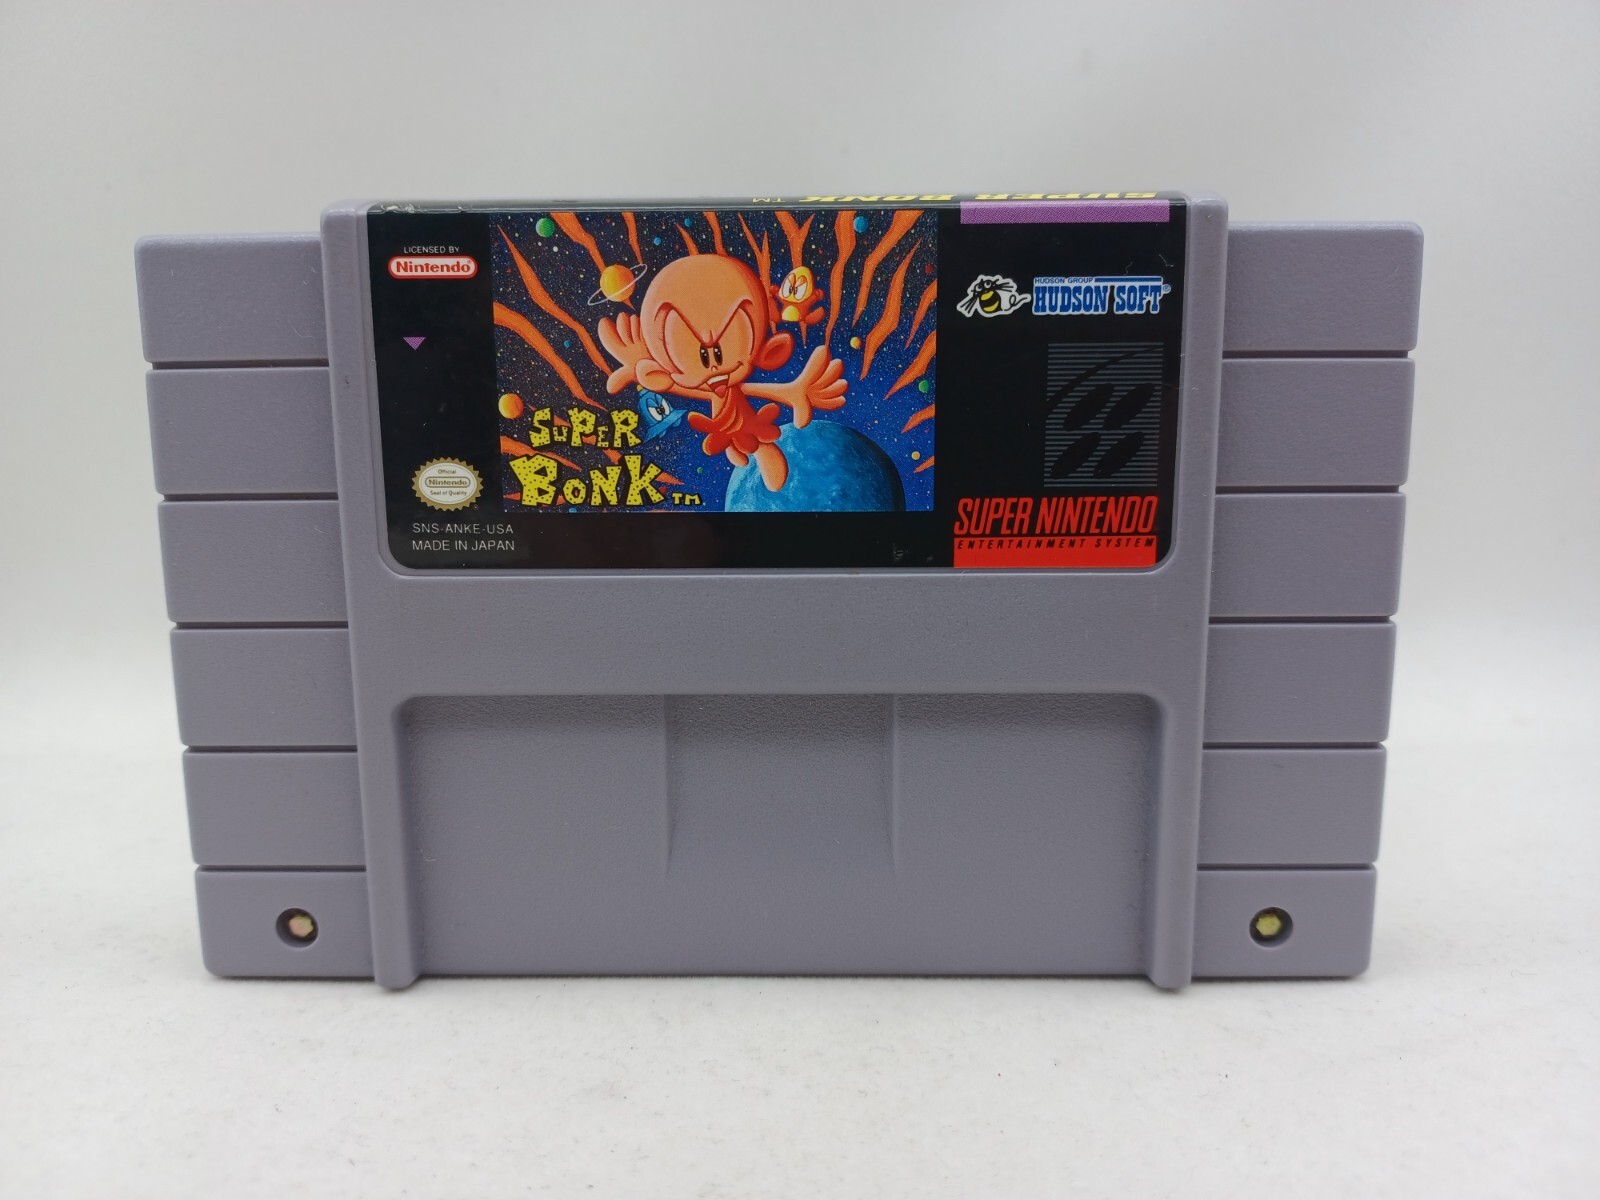 SUPER BONK TM
LICENSED BY
Nintendo®
HUDSON GROUP
HUDSON SOFT®
SUPER
BONK TM
Official
Nintendo
Seal of Quality
SNS-ANKE-USA
MADE IN JAPAN
SUPER NINTENDO
ENTERTAINMENT SYSTEM